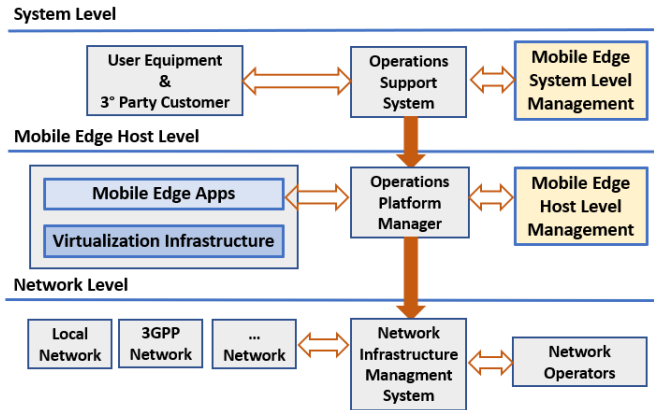 System Level
User Equipment
&
3° Party Customer
Operations
Support
System
Mobile Edge
System Level
Management
Mobile Edge Host Level
Mobile Edge Apps
Virtualization Infrastructure
Operations
Platform
Manager
Mobile Edge
Host Level
Management
Network Level
Local
Network
3GPP
Network
...
Network
Network
Infrastructure
Managment
System
Network
Operators